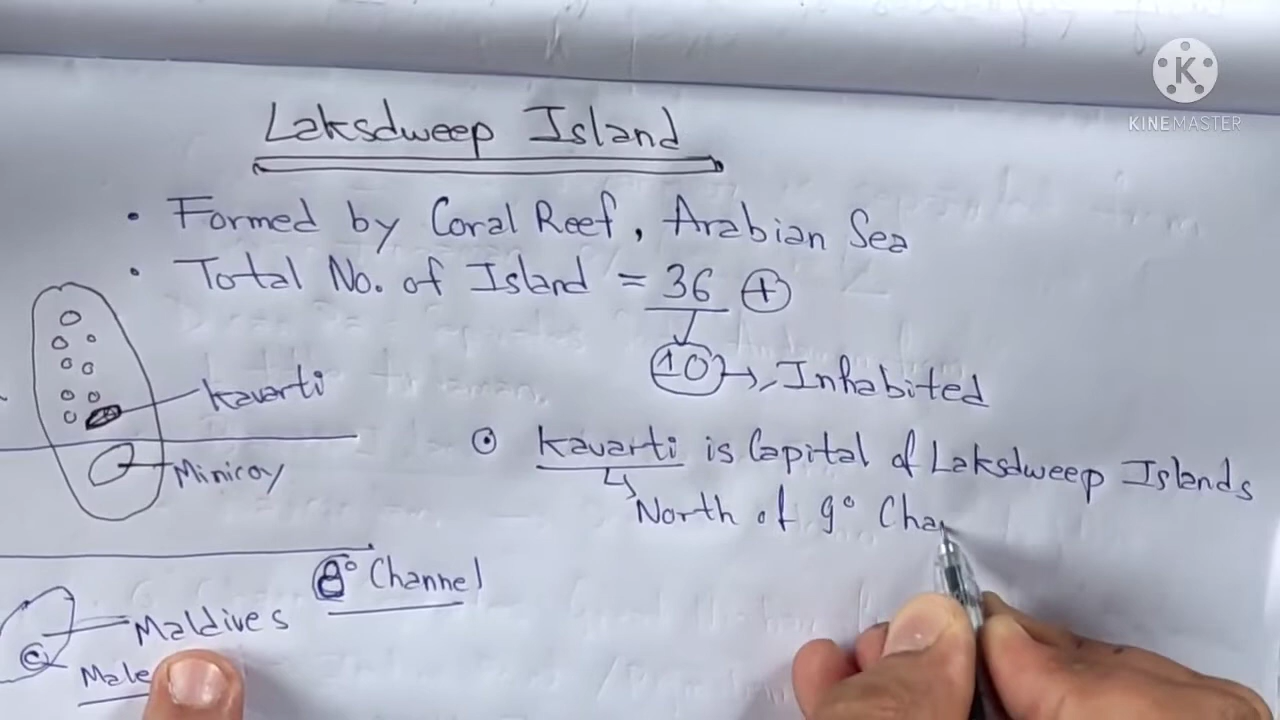 KINEMASTER
Laksdweep Island
• Formed by Coral Reef, Arabian Sea
• Total No. of Island = 36 +
10 → Inhabited
Kavarti
Minicoy
Kavarti is Capital of Laksdweep Islands
North of 9° Cha
8° Channel
Maldives
Male